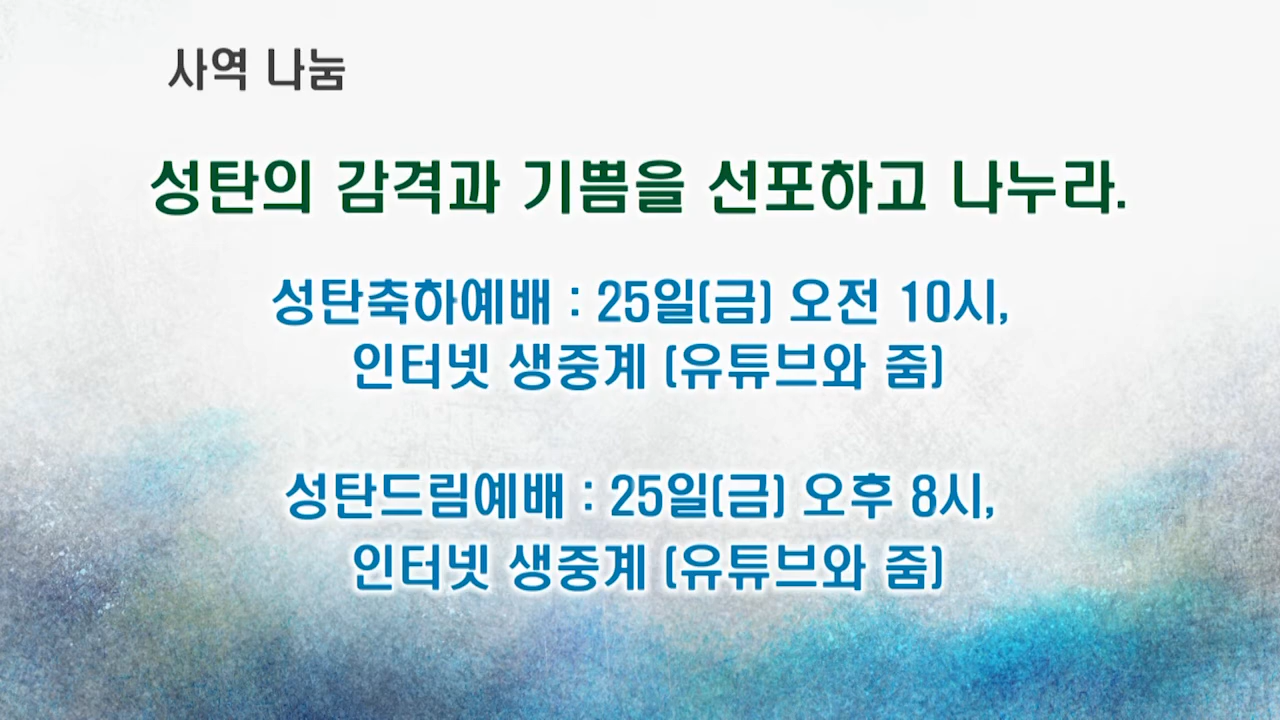 사역 나눔
성탄의 감격과 기쁨을 선포하고 나누라.
성탄축하예배 : 25일(금) 오전 10시,
인터넷 생중계 (유튜브와 줌)
성탄드림예배 : 25일(금) 오후 8시,
인터넷 생중계 (유튜브와 줌)